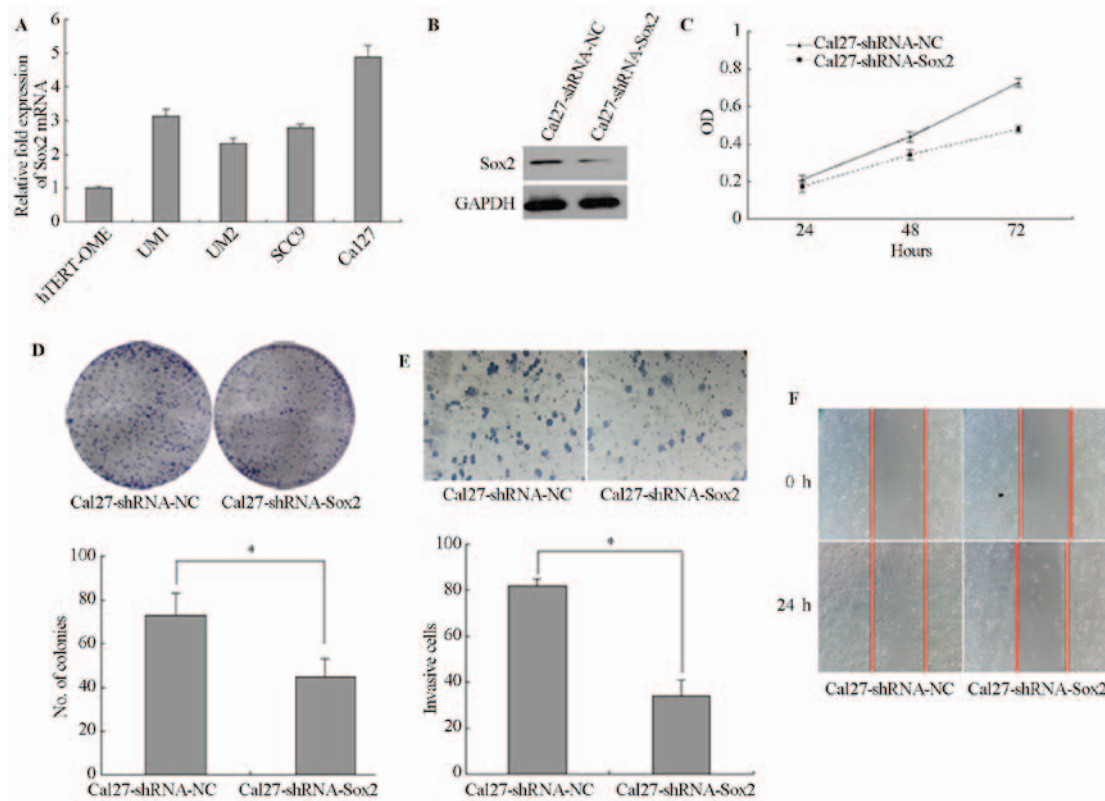 A
Relative fold expression
of Sox2 mRNA
6
5
4
3
2
1
0
hTERT-OME
UM1
UM2
SCC9
Ca127
B
Cal27-shRNA-NC
Cal27-shRNA-Sox2
Sox2
GAPDH
C
Cal27-shRNA-NC
Cal27-shRNA-Sox2
OD
1
0.8
0.6
0.4
0.2
0
24
48
72
Hours
D
Cal27-shRNA-NC
Cal27-shRNA-Sox2
No. of colonies
100
80
60
40
20
0
*
Cal27-shRNA-NC
Cal27-shRNA-Sox2
E
Cal27-shRNA-NC
Cal27-shRNA-Sox2
Invasive cells
100
80
60
40
20
0
*
Cal27-shRNA-NC
Cal27-shRNA-Sox2
F
0 h
24 h
Cal27-shRNA-NC
Cal27-shRNA-Sox2